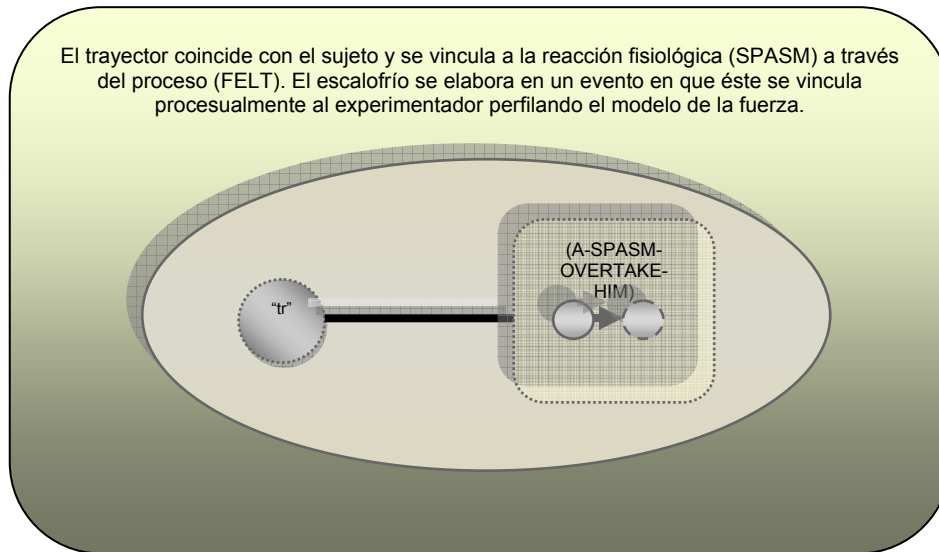 El trayector coincide con el sujeto y se vincula a la reacción fisiológica (SPASM) a través
del proceso (FELT). El escalofrío se elabora en un evento en que éste se vincula
procesualmente al experimentador perfilando el modelo de la fuerza.
(A-SPASM-
OVERTAKE-
HIM)
“tr”